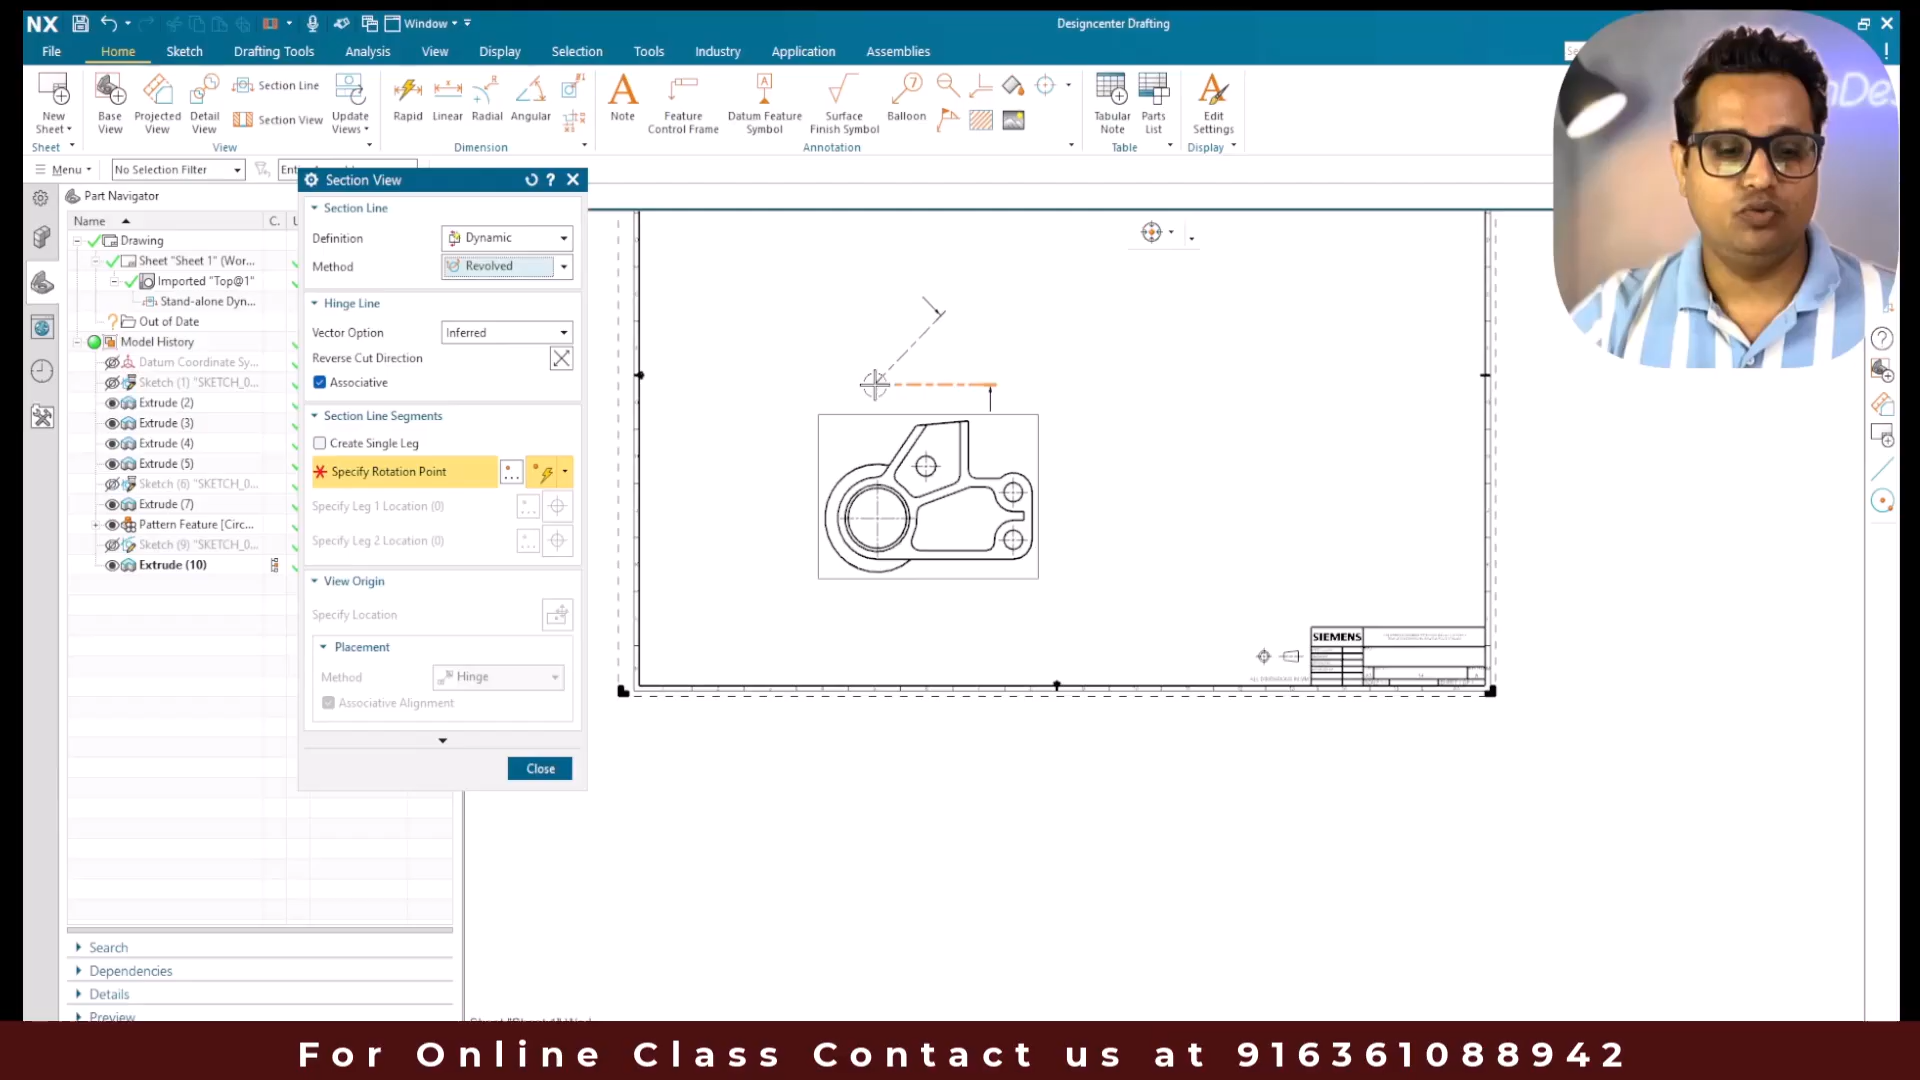 NX
Window
Designcenter Drafting
File
Home
Sketch
Drafting Tools
Analysis
View
Display
Selection
Tools
Industry
Application
Assemblies
New Sheet
Base View
Projected View
Detail View
Section Line
Section View
Update Views
Rapid
Linear
Radial
Angular
Note
Feature Control Frame
Datum Feature Symbol
Surface Finish Symbol
Balloon
Tabular Note
Parts List
Edit Settings
Sheet
View
Dimension
Annotation
Table
Display
Menu
No Selection Filter
Part Navigator
Name
C.
Drawing
Sheet "Sheet 1" (Wor...
Imported "Top@1"
Stand-alone Dyn...
Out of Date
Model History
Datum Coordinate Sy...
Sketch (1) "SKETCH_0...
Extrude (2)
Extrude (3)
Extrude (4)
Extrude (5)
Sketch (6) "SKETCH_0...
Extrude (7)
Pattern Feature [Circ...
Sketch (9) "SKETCH_0...
Extrude (10)
Search
Dependencies
Details
Preview
Section View
Section Line
Definition
Dynamic
Method
Revolved
Hinge Line
Vector Option
Inferred
Reverse Cut Direction
Associative
Section Line Segments
Create Single Leg
Specify Rotation Point
Specify Leg 1 Location (0)
Specify Leg 2 Location (0)
View Origin
Specify Location
Placement
Method
Hinge
Associative Alignment
Close
SIEMENS
For Online Class Contact us at 916361088942